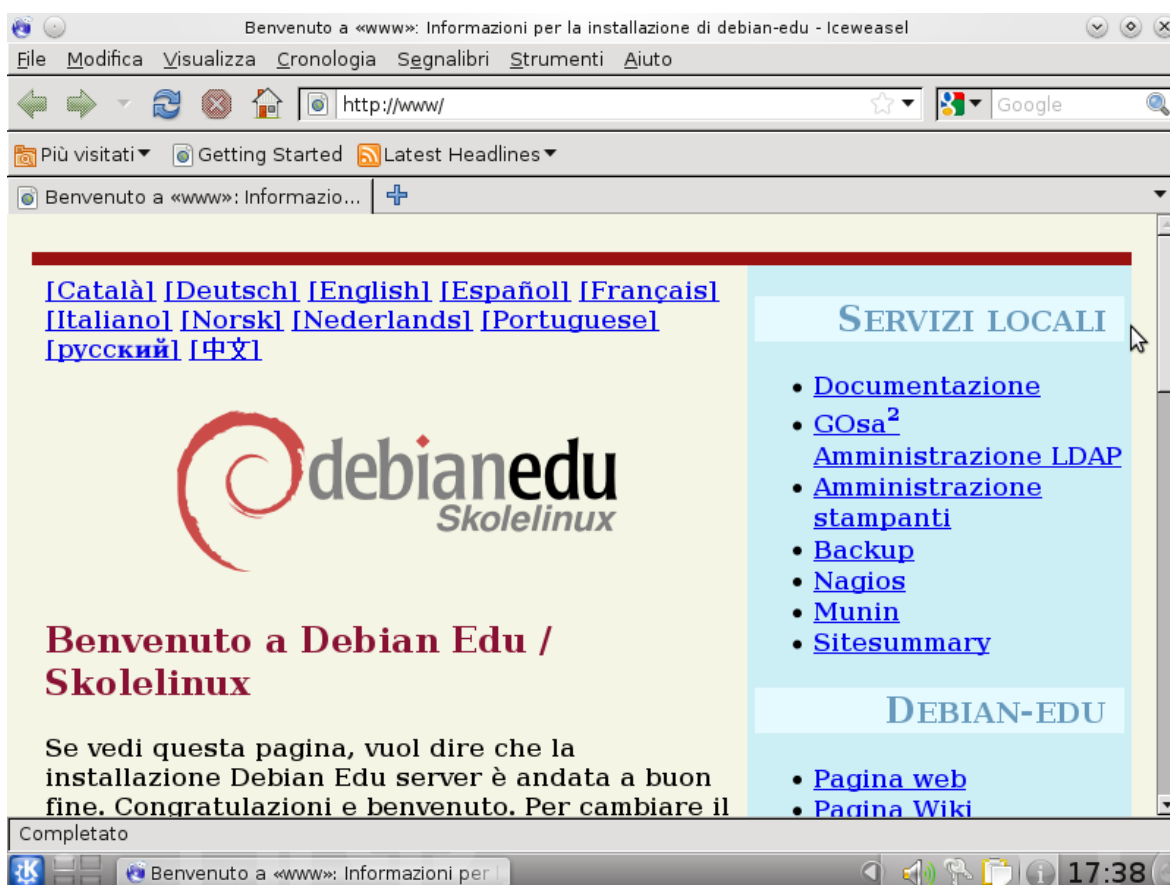 Benvenuto a «www»: Informazioni per la installazione di debian-edu - Iceweasel
File Modifica Visualizza Cronologia Segnalibri Strumenti Aiuto
http://www/
Google
Più visitati Getting Started Latest Headlines
Benvenuto a «www»: Informazio...
[Català] [Deutsch] [English] [Español] [Français]
[Italiano] [Norsk] [Nederlands] [Portuguese]
[русский] [中文]
debianedu
Skolelinux
Benvenuto a Debian Edu /
Skolelinux
Se vedi questa pagina, vuol dire che la
installazione Debian Edu server è andata a buon
fine. Congratulazioni e benvenuto. Per cambiare il
SERVIZI LOCALI
Documentazione
GOsa²
Amministrazione LDAP
Amministrazione
stampanti
Backup
Nagios
Munin
Sitesummary
DEBIAN-EDU
Pagina web
Pagina Wiki
Completato
Benvenuto a «www»: Informazioni per
17:38